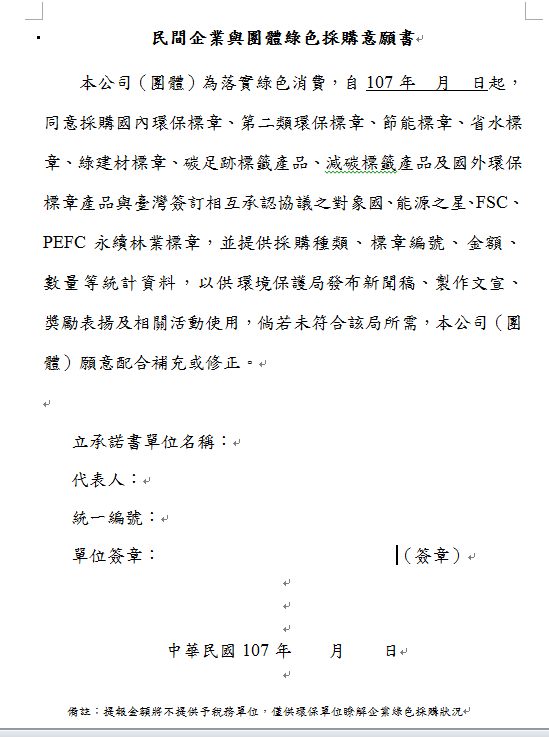 民間企業與團體綠色採購意願書
本公司（團體）為落實綠色消費，自 107 年　月　日起，
同意採購國內環保標章、第二類環保標章、節能標章、省水標
章、綠建材標章、碳足跡標籤產品、減碳標籤產品及國外環保
標章產品與臺灣簽訂相互承認協議之對象國、能源之星、FSC、
PEFC 永續林業標章，並提供採購種類、標章編號、金額、
數量等統計資料，以供環境保護局發布新聞稿、製作文宣、
獎勵表揚及相關活動使用，倘若未符合該局所需，本公司（團
體）願意配合補充或修正。
立承諾書單位名稱：
代表人：
統一編號：
單位簽章：　　　　　　　　　（簽章）
中華民國 107 年　　月　　日
備註：提報金額將不提供予稅務單位，僅供環保單位瞭解企業綠色採購狀況